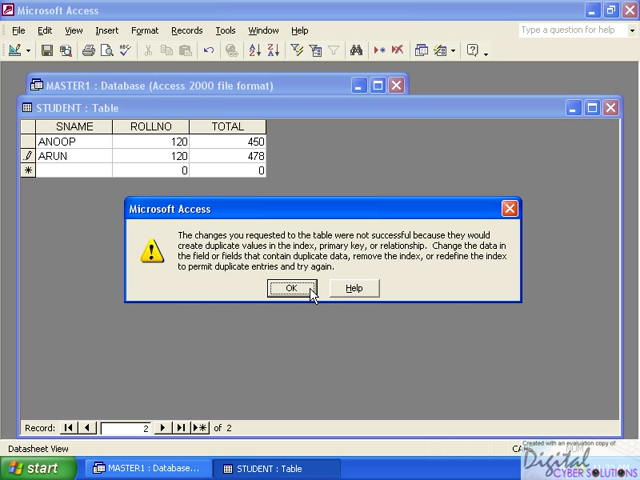 Microsoft Access
File Edit View Insert Format Records Tools Window Help
Type a question for help
MASTER1 : Database (Access 2000 file format)
STUDENT : Table
SNAME ROLLNO TOTAL
ANOOP 120 450
ARUN 120 478
0 0
Microsoft Access
The changes you requested to the table were not successful because they would
create duplicate values in the index, primary key, or relationship. Change the data in
the field or fields that contain duplicate data, remove the index, or redefine the index
to permit duplicate entries and try again.
OK Help
Record: 2 of 2
Datasheet View
NUM
Created with an evaluation copy of
Digital
CYBER SOLUTIONS
start MASTER1 : Database... STUDENT : Table